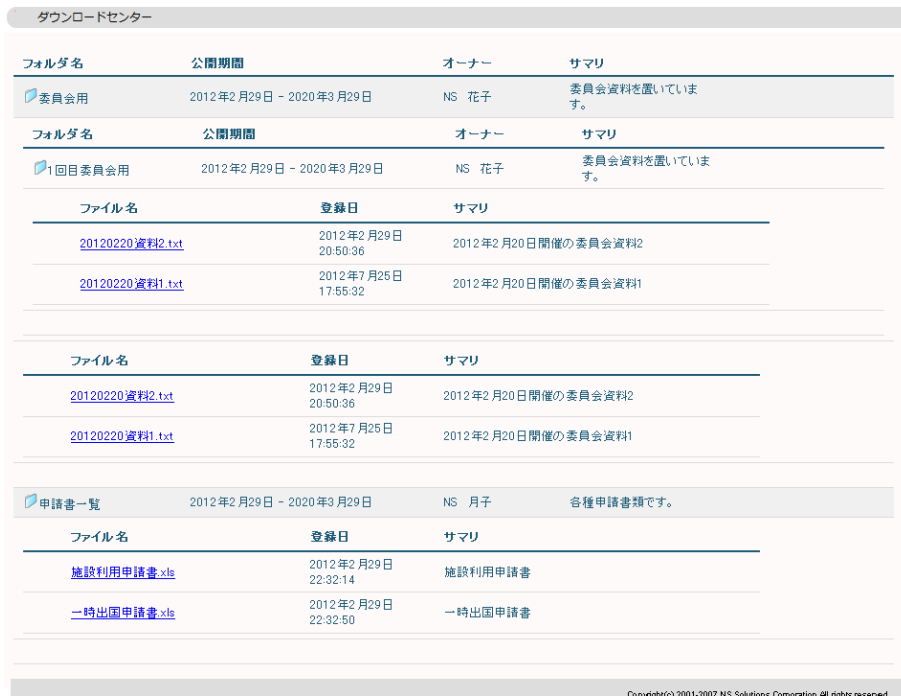 ダウンロードセンター
フォルダ名 公開期間 オーナー サマリ
委員会用 2012年2月29日 - 2020年3月29日 NS 花子 委員会資料を置いていま
す。
フォルダ名 公開期間 オーナー サマリ
1回目委員会用 2012年2月29日 - 2020年3月29日 NS 花子 委員会資料を置いていま
す。
ファイル名 登録日 サマリ
20120220資料2.txt 2012年2月29日 2012年2月20日開催の委員会資料2
20:50:36
20120220資料1.txt 2012年7月25日 2012年2月20日開催の委員会資料1
17:55:32
ファイル名 登録日 サマリ
20120220資料2.txt 2012年2月29日 2012年2月20日開催の委員会資料2
20:50:36
20120220資料1.txt 2012年7月25日 2012年2月20日開催の委員会資料1
17:55:32
申請書一覧 2012年2月29日 - 2020年3月29日 NS 月子 各種申請書類です。
ファイル名 登録日 サマリ
施設利用申請書.xls 2012年2月29日 施設利用申請書
22:32:14
一時出国申請書.xls 2012年2月29日 一時出国申請書
22:32:50
Copyright(c) 2001-2007 NS Solutions Corporation All rights reserved